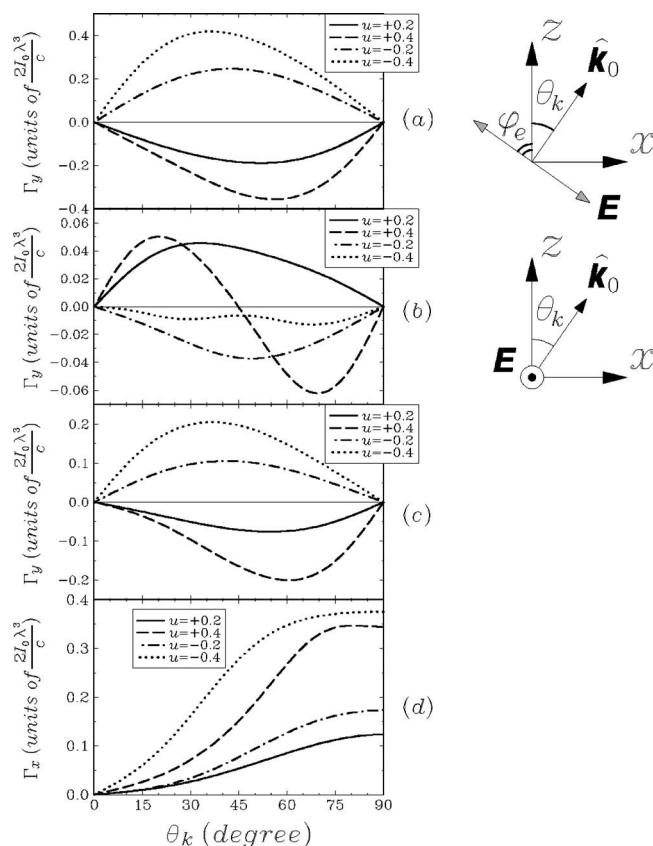 Γy (units of 2I₀λ³/c)
0.4
0.2
0.0
−0.2
−0.4
u=+0.2
u=+0.4
u=−0.2
u=−0.4
(a)
z
k̂₀
θk
φe
x
E
Γy (units of 2I₀λ³/c)
0.06
0.04
0.02
0.00
−0.02
−0.04
−0.06
u=+0.2
u=+0.4
u=−0.2
u=−0.4
(b)
z
k̂₀
θk
E
x
Γy (units of 2I₀λ³/c)
0.2
0.1
0.0
−0.1
−0.2
u=+0.2
u=+0.4
u=−0.2
u=−0.4
(c)
Γx (units of 2I₀λ³/c)
0.4
0.3
0.2
0.1
0.0
u=+0.2
u=+0.4
u=−0.2
u=−0.4
(d)
0 15 30 45 60 75 90
θk (degree)